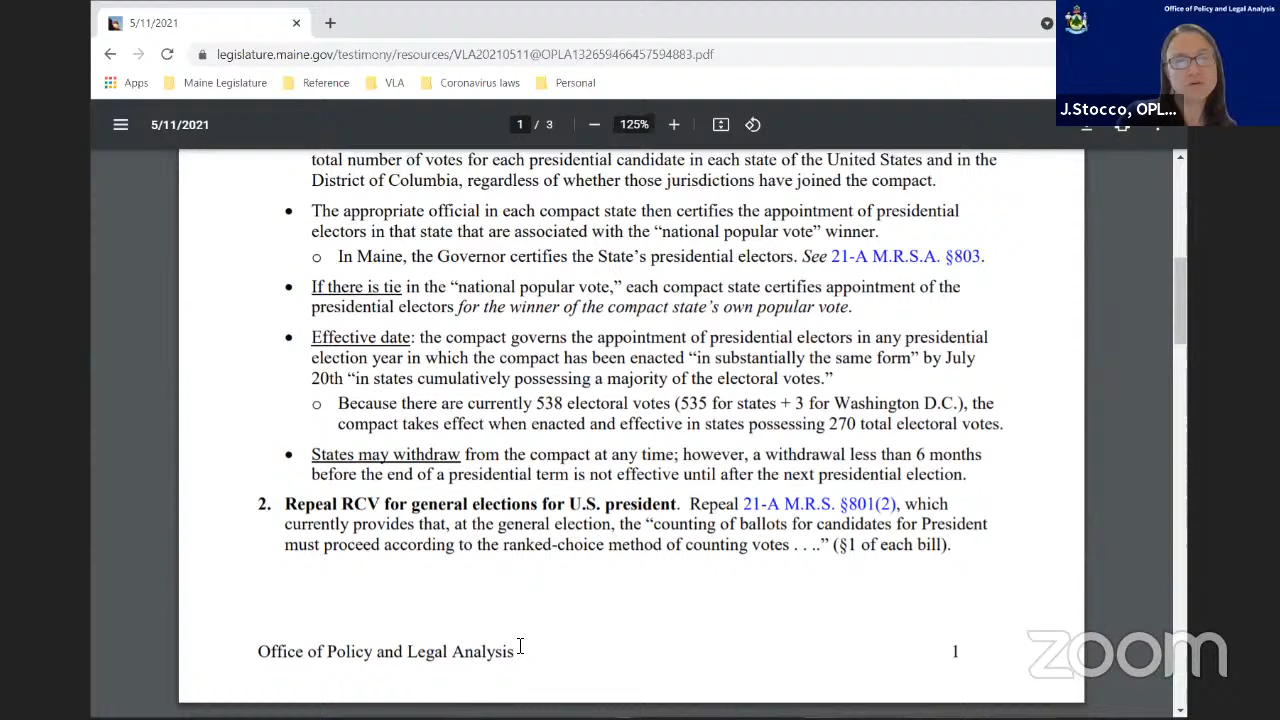 5/11/2021
Office of Policy and Legal Analysis
legislature.maine.gov/testimony/resources/VLA20210511@OPLA132659466457594883.pdf
Apps Maine Legislature Reference VLA Coronavirus laws Personal
J.Stocco, OPL...
5/11/2021 1 / 3 125%
total number of votes for each presidential candidate in each state of the United States and in the
District of Columbia, regardless of whether those jurisdictions have joined the compact.
• The appropriate official in each compact state then certifies the appointment of presidential
electors in that state that are associated with the “national popular vote” winner.
o In Maine, the Governor certifies the State’s presidential electors. See 21-A M.R.S.A. §803.
• If there is tie in the “national popular vote,” each compact state certifies appointment of the
presidential electors for the winner of the compact state’s own popular vote.
• Effective date: the compact governs the appointment of presidential electors in any presidential
election year in which the compact has been enacted “in substantially the same form” by July
20th “in states cumulatively possessing a majority of the electoral votes.”
o Because there are currently 538 electoral votes (535 for states + 3 for Washington D.C.), the
compact takes effect when enacted and effective in states possessing 270 total electoral votes.
• States may withdraw from the compact at any time; however, a withdrawal less than 6 months
before the end of a presidential term is not effective until after the next presidential election.
2. Repeal RCV for general elections for U.S. president. Repeal 21-A M.R.S. §801(2), which
currently provides that, at the general election, the “counting of ballots for candidates for President
must proceed according to the ranked-choice method of counting votes . . ..” (§1 of each bill).
Office of Policy and Legal Analysis 1
zoom